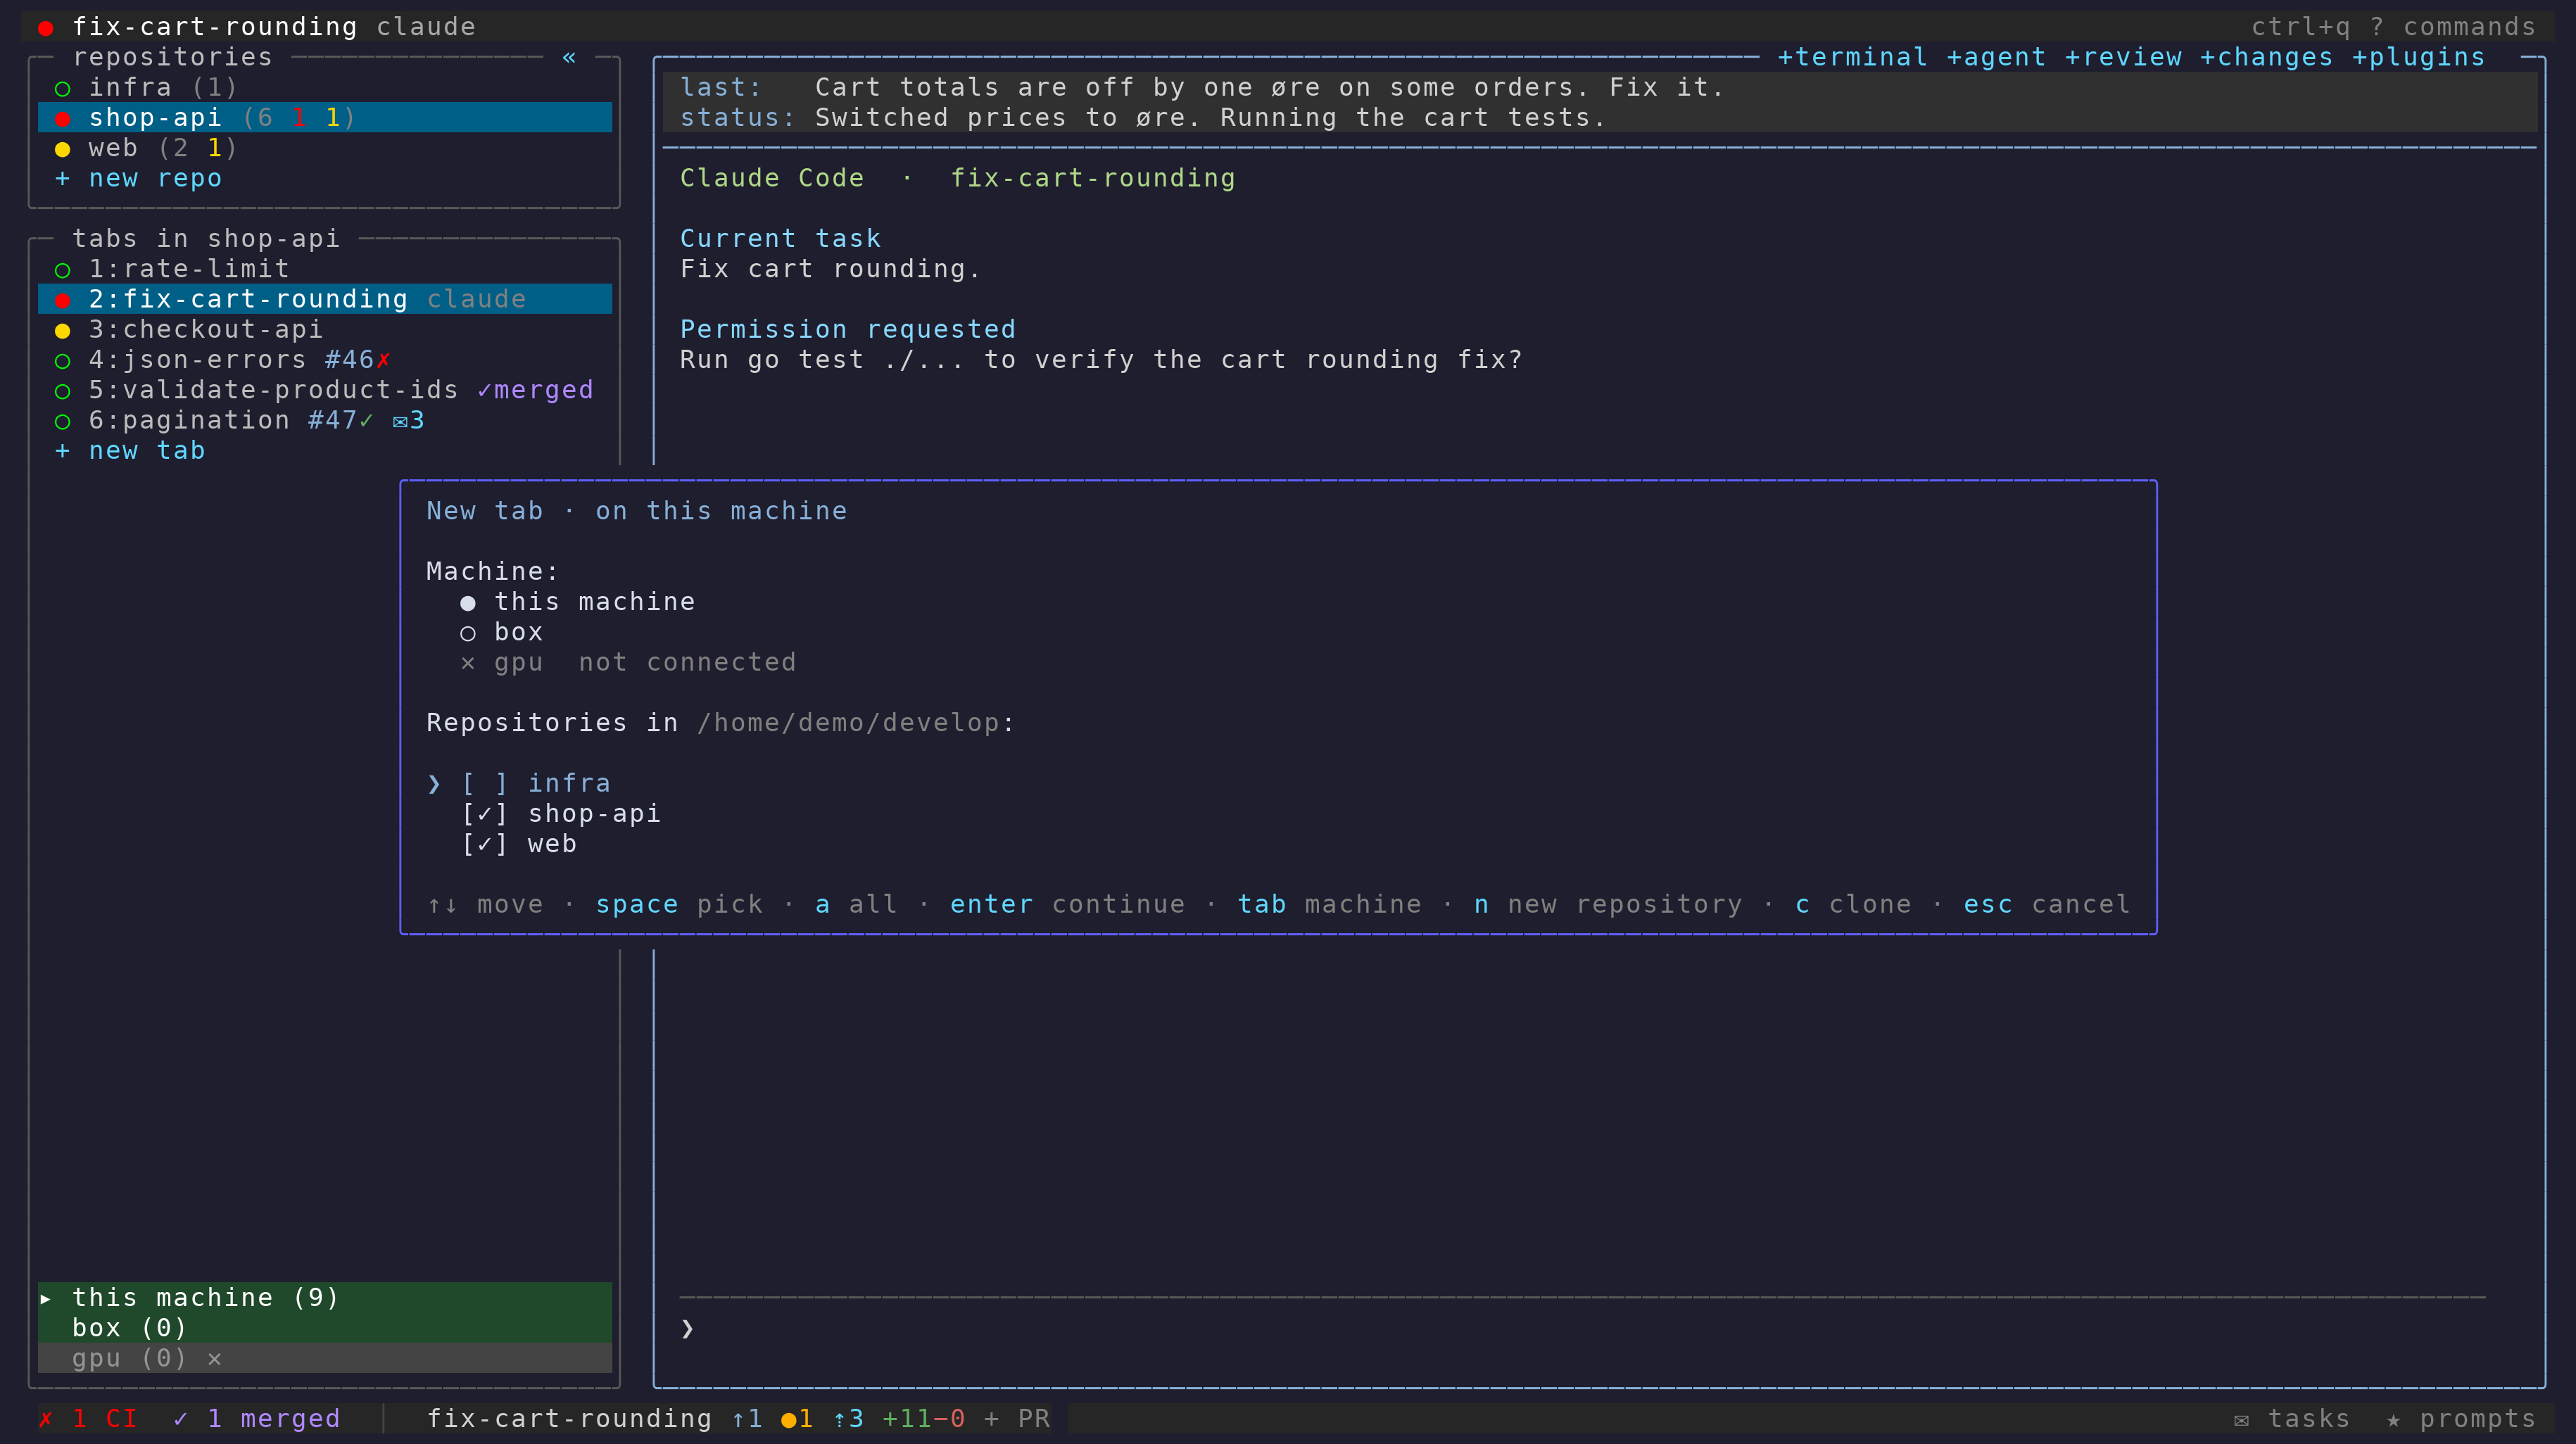 ● fix-cart-rounding claude
ctrl+q ? commands
repositories «
○ infra (1)
● shop-api (6 1 1)
● web (2 1)
+ new repo
tabs in shop-api
○ 1:rate-limit
● 2:fix-cart-rounding claude
● 3:checkout-api
○ 4:json-errors #46✗
○ 5:validate-product-ids ✓merged
○ 6:pagination #47✓ ✉3
+ new tab
+terminal +agent +review +changes +plugins
last: Cart totals are off by one øre on some orders. Fix it.
status: Switched prices to øre. Running the cart tests.
Claude Code · fix-cart-rounding
Current task
Fix cart rounding.
Permission requested
Run go test ./... to verify the cart rounding fix?
New tab · on this machine
Machine:
● this machine
○ box
× gpu not connected
Repositories in /home/demo/develop:
❯ [ ] infra
[✓] shop-api
[✓] web
↑↓ move · space pick · a all · enter continue · tab machine · n new repository · c clone · esc cancel
▸ this machine (9)
box (0)
gpu (0) ×
❯
✗ 1 CI ✓ 1 merged │ fix-cart-rounding ↑1 ●1 ⇡3 +11−0 + PR
✉ tasks ★ prompts